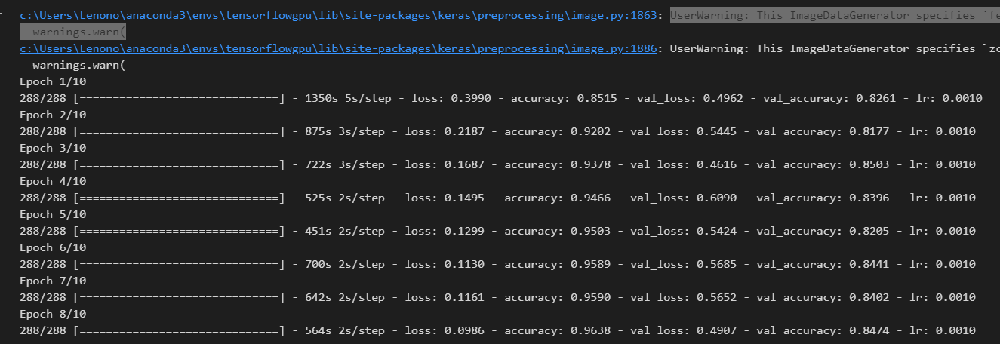 c:\Users\Lenono\anaconda3\envs\tensorflowgpu\lib\site-packages\keras\preprocessing\image.py:1863: UserWarning: This ImageDataGenerator specifies `fe
warnings.warn(
c:\Users\Lenono\anaconda3\envs\tensorflowgpu\lib\site-packages\keras\preprocessing\image.py:1886: UserWarning: This ImageDataGenerator specifies `zc
warnings.warn(
Epoch 1/10
288/288 [==============================] - 1350s 5s/step - loss: 0.3990 - accuracy: 0.8515 - val_loss: 0.4962 - val_accuracy: 0.8261 - lr: 0.0010
Epoch 2/10
288/288 [==============================] - 875s 3s/step - loss: 0.2187 - accuracy: 0.9202 - val_loss: 0.5445 - val_accuracy: 0.8177 - lr: 0.0010
Epoch 3/10
288/288 [==============================] - 722s 3s/step - loss: 0.1687 - accuracy: 0.9378 - val_loss: 0.4616 - val_accuracy: 0.8503 - lr: 0.0010
Epoch 4/10
288/288 [==============================] - 525s 2s/step - loss: 0.1495 - accuracy: 0.9466 - val_loss: 0.6090 - val_accuracy: 0.8396 - lr: 0.0010
Epoch 5/10
288/288 [==============================] - 451s 2s/step - loss: 0.1299 - accuracy: 0.9503 - val_loss: 0.5424 - val_accuracy: 0.8205 - lr: 0.0010
Epoch 6/10
288/288 [==============================] - 700s 2s/step - loss: 0.1130 - accuracy: 0.9589 - val_loss: 0.5685 - val_accuracy: 0.8441 - lr: 0.0010
Epoch 7/10
288/288 [==============================] - 642s 2s/step - loss: 0.1161 - accuracy: 0.9590 - val_loss: 0.5652 - val_accuracy: 0.8402 - lr: 0.0010
Epoch 8/10
288/288 [==============================] - 564s 2s/step - loss: 0.0986 - accuracy: 0.9638 - val_loss: 0.4907 - val_accuracy: 0.8474 - lr: 0.0010